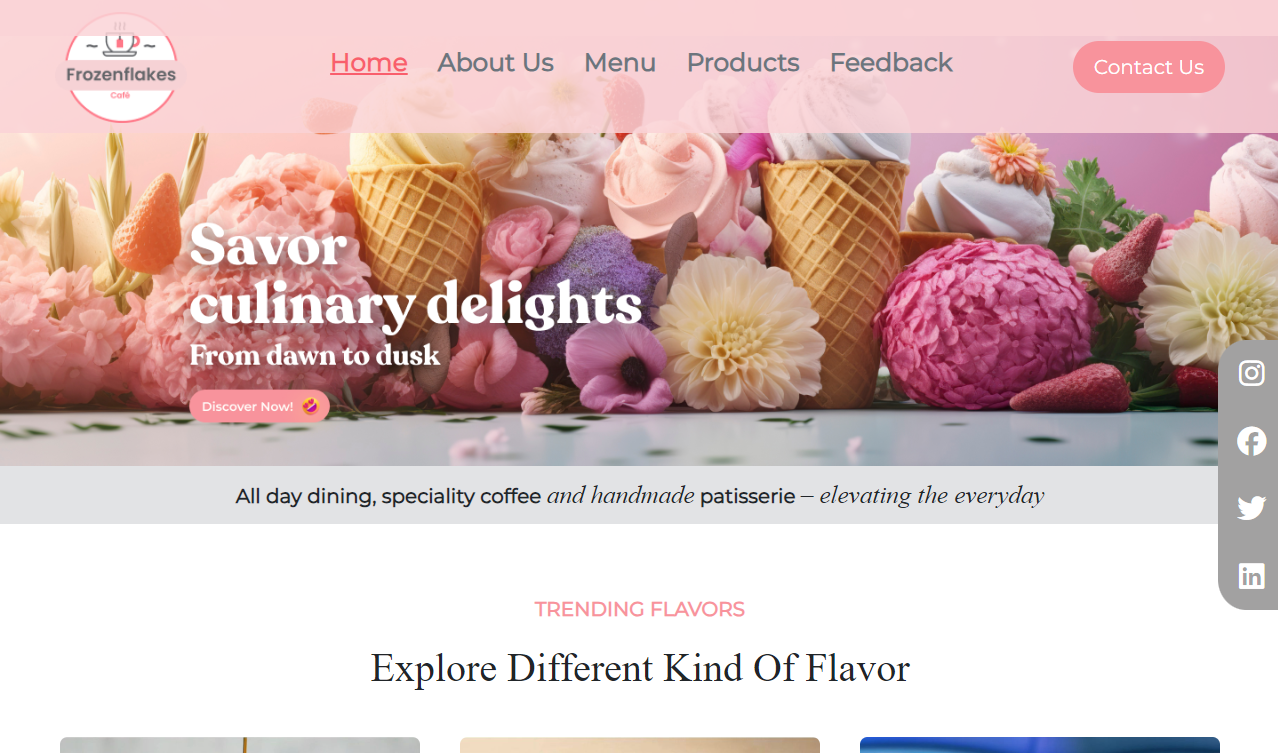 Frozenflakes
Café
Home About Us Menu Products Feedback
Contact Us
Savor
culinary delights
From dawn to dusk
Discover Now!
All day dining, speciality coffee and handmade patisserie – elevating the everyday
TRENDING FLAVORS
Explore Different Kind Of Flavor